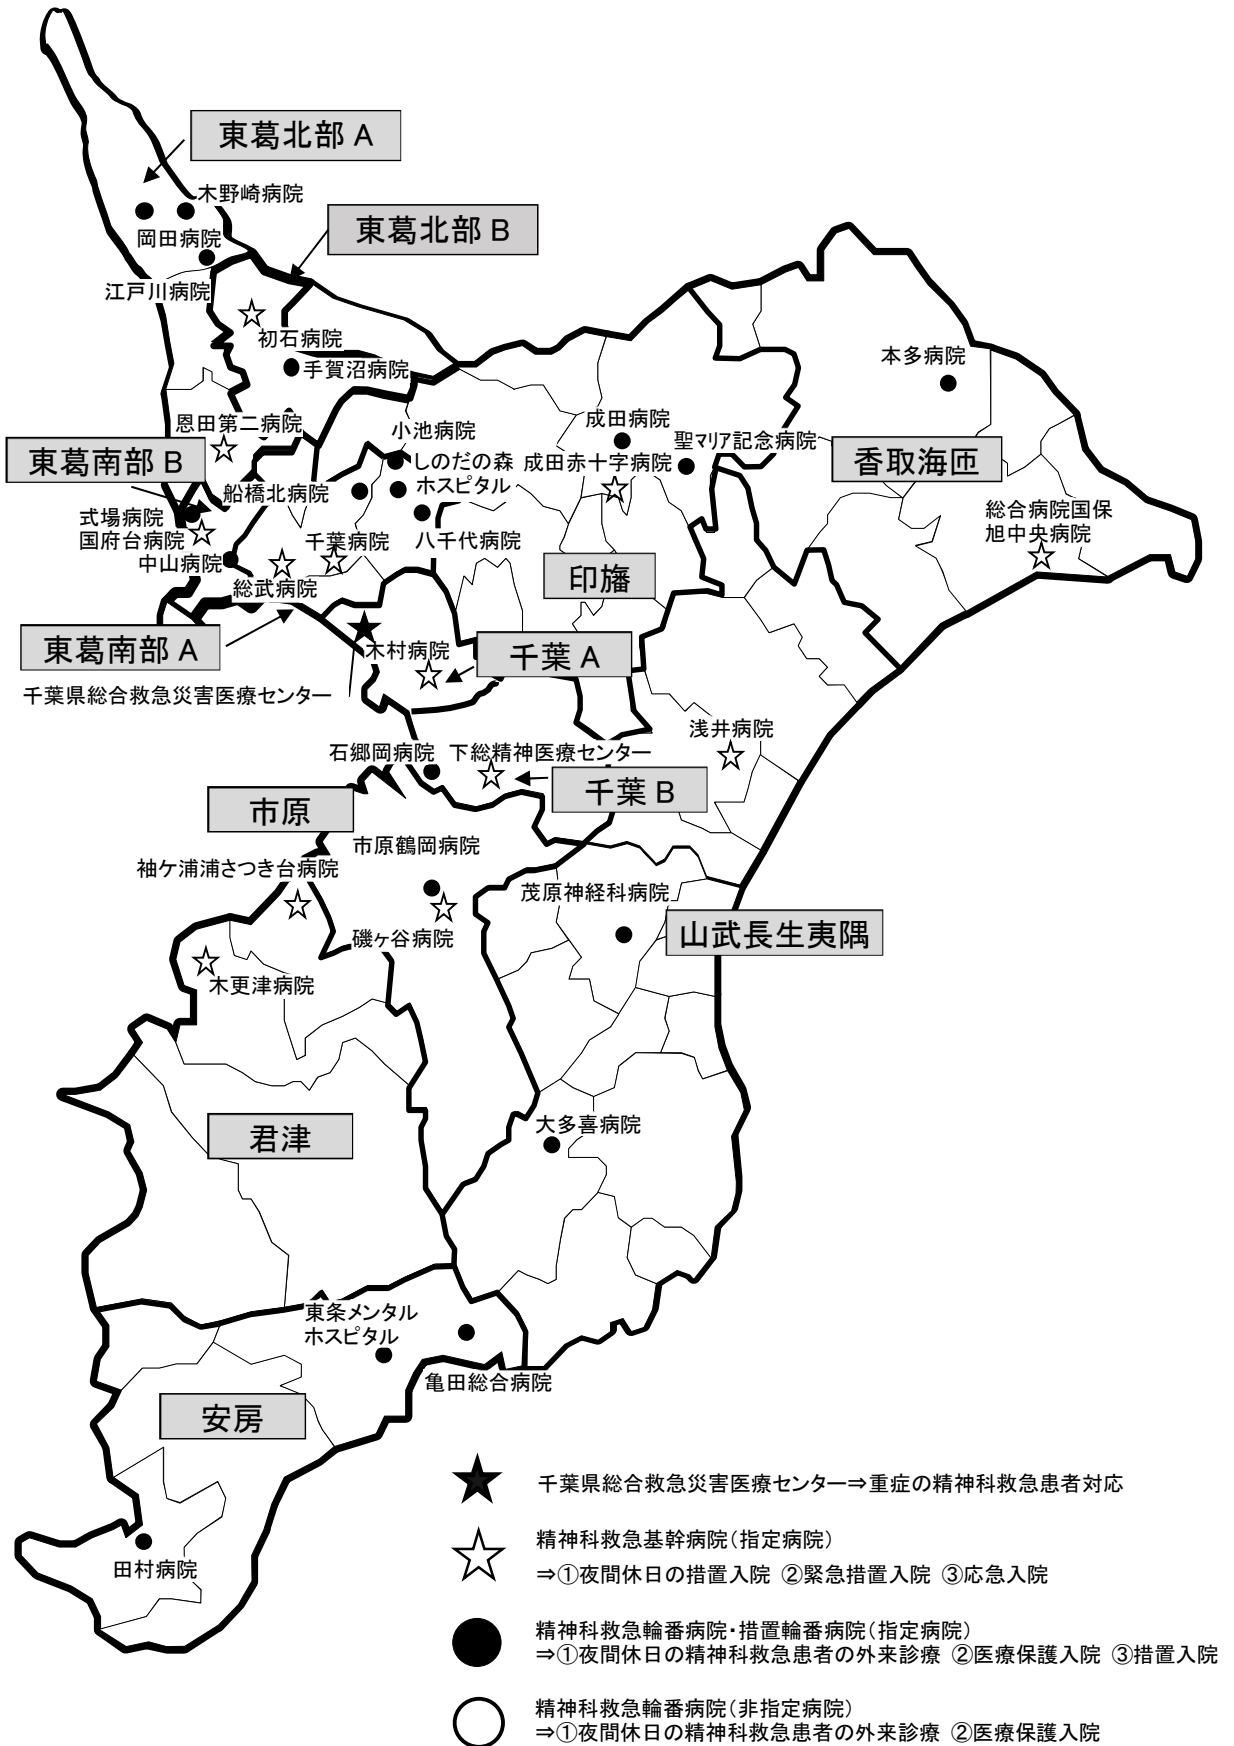 東葛北部 A
木野崎病院
東葛北部 B
岡田病院
江戸川病院
初石病院
手賀沼病院
本多病院
恩田第二病院
小池病院
成田病院
聖マリア記念病院
東葛南部 B
しのだの森
ホスピタル
成田赤十字病院
香取海匝
船橋北病院
式場病院
国府台病院
中山病院
千葉病院
八千代病院
総合病院国保
旭中央病院
総武病院
印旛
東葛南部 A
木村病院
千葉 A
千葉県総合救急災害医療センター
浅井病院
石郷岡病院
下総精神医療センター
千葉 B
市原
市原鶴岡病院
袖ケ浦浦さつき台病院
茂原神経科病院
磯ヶ谷病院
山武長生夷隅
木更津病院
大多喜病院
君津
東条メンタル
ホスピタル
亀田総合病院
安房
田村病院
千葉県総合救急災害医療センター⇒重症の精神科救急患者対応
精神科救急基幹病院（指定病院）
⇒①夜間休日の措置入院 ②緊急措置入院 ③応急入院
精神科救急輪番病院・措置輪番病院（指定病院）
⇒①夜間休日の精神科救急患者の外来診療 ②医療保護入院 ③措置入院
精神科救急輪番病院（非指定病院）
⇒①夜間休日の精神科救急患者の外来診療 ②医療保護入院